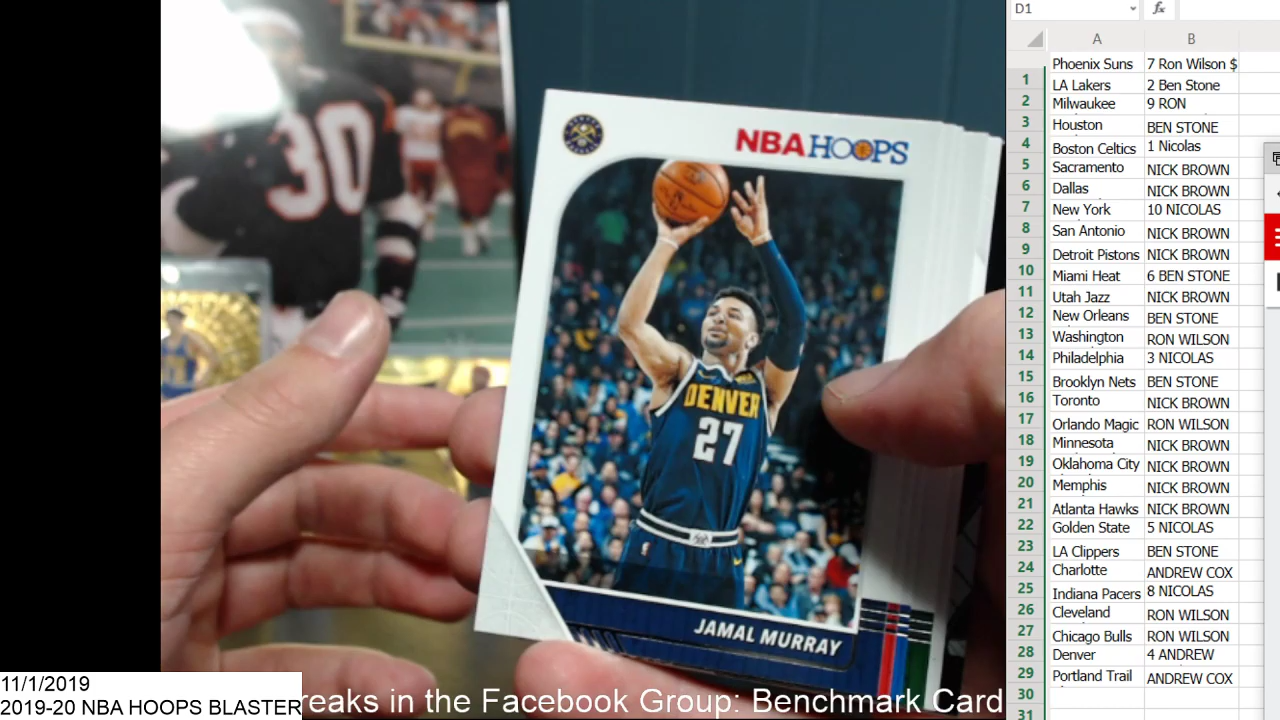 30
NBA HOOPS
DENVER
27
JAMAL MURRAY
11/1/2019
2019-20 NBA HOOPS BLASTER
reaks in the Facebook Group: Benchmark Card
D1 fx
A B
Phoenix Suns 7 Ron Wilson $
1 LA Lakers 2 Ben Stone
2 Milwaukee 9 RON
3 Houston BEN STONE
4 Boston Celtics 1 Nicolas
5 Sacramento NICK BROWN
6 Dallas NICK BROWN
7 New York 10 NICOLAS
8 San Antonio NICK BROWN
9 Detroit Pistons NICK BROWN
10 Miami Heat 6 BEN STONE
11 Utah Jazz NICK BROWN
12 New Orleans BEN STONE
13 Washington RON WILSON
14 Philadelphia 3 NICOLAS
15 Brooklyn Nets BEN STONE
16 Toronto NICK BROWN
17 Orlando Magic RON WILSON
18 Minnesota NICK BROWN
19 Oklahoma City NICK BROWN
20 Memphis NICK BROWN
21 Atlanta Hawks NICK BROWN
22 Golden State 5 NICOLAS
23 LA Clippers BEN STONE
24 Charlotte ANDREW COX
25 Indiana Pacers 8 NICOLAS
26 Cleveland RON WILSON
27 Chicago Bulls RON WILSON
28 Denver 4 ANDREW
29 Portland Trail ANDREW COX
30
31